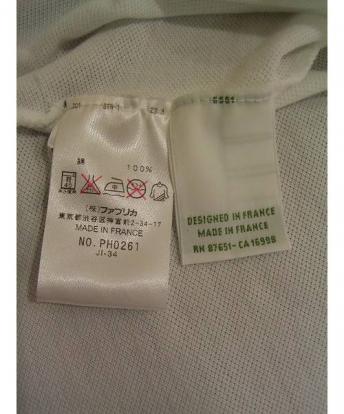 綿 100%
(株)ファブリカ
東京都渋谷区神宮前2-34-17
MADE IN FRANCE
NO. PH0261
JI-34
DESIGNED IN FRANCE
MADE IN FRANCE
RN 87651 - CA 16998